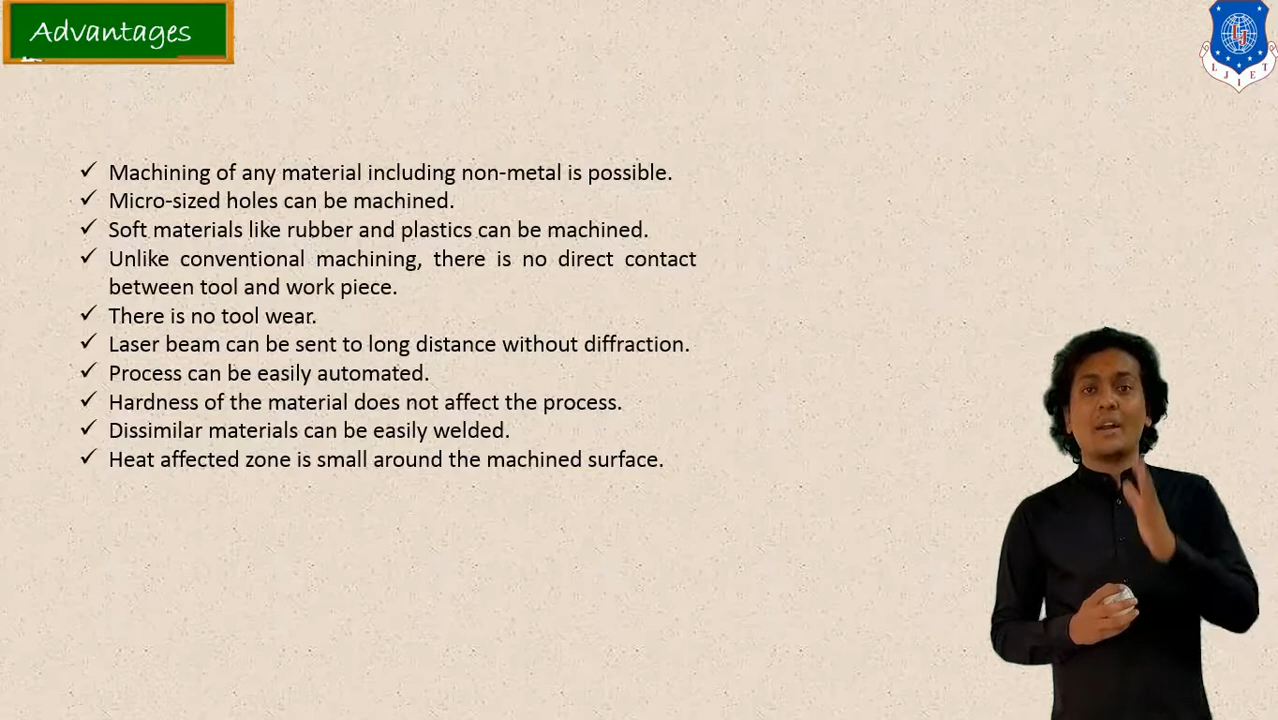 Advantages
L J I E T
✓ Machining of any material including non-metal is possible.
✓ Micro-sized holes can be machined.
✓ Soft materials like rubber and plastics can be machined.
✓ Unlike conventional machining, there is no direct contact
between tool and work piece.
✓ There is no tool wear.
✓ Laser beam can be sent to long distance without diffraction.
✓ Process can be easily automated.
✓ Hardness of the material does not affect the process.
✓ Dissimilar materials can be easily welded.
✓ Heat affected zone is small around the machined surface.